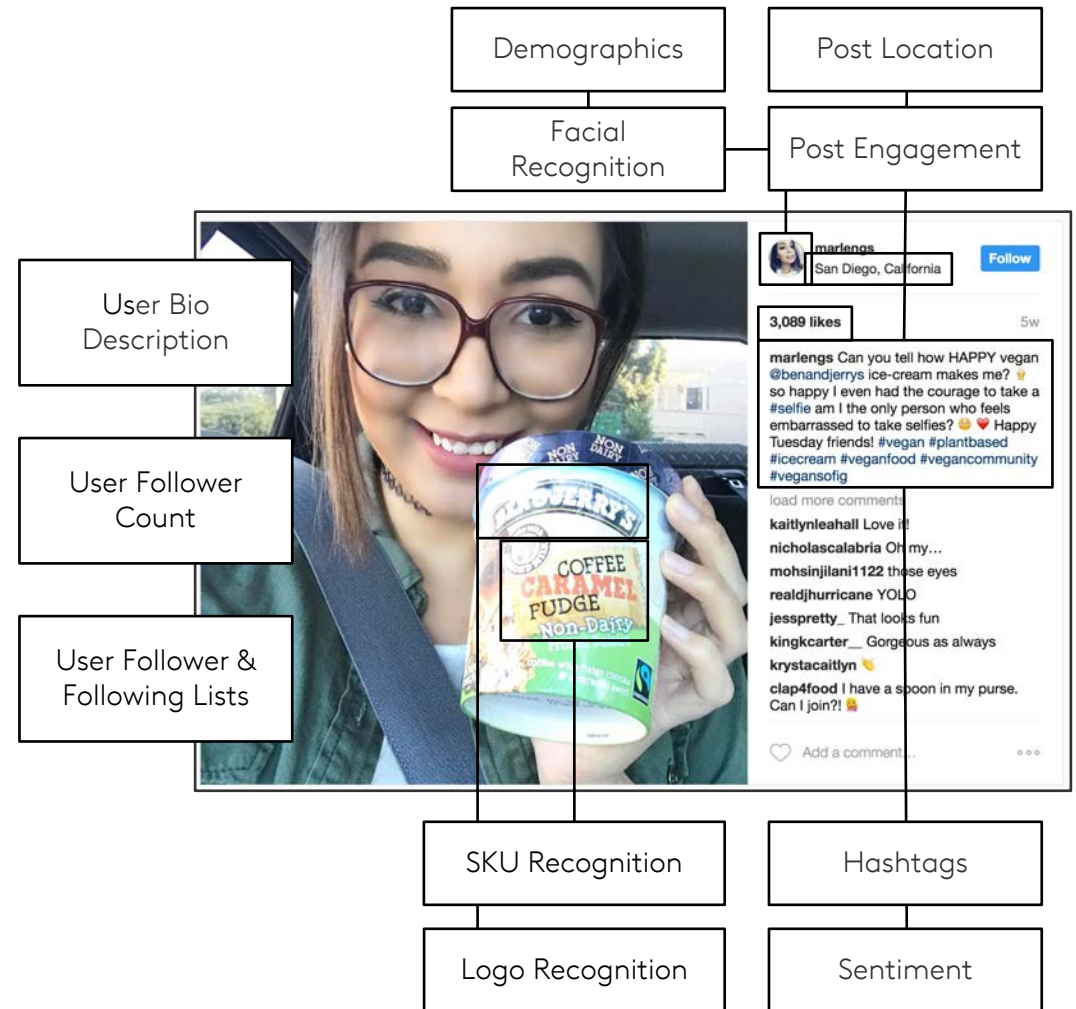 Demographics
Post Location
Facial
Recognition
Post Engagement
marlengs
San Diego, California
Follow
User Bio
Description
3,089 likes
5w
marlengs Can you tell how HAPPY vegan
@benandjerrys ice-cream makes me? 🍦
so happy I even had the courage to take a
#selfie am I the only person who feels
embarrassed to take selfies? 😊 ❤️ Happy
Tuesday friends! #vegan #plantbased
#icecream #veganfood #vegancommunity
#vegansofig
load more comments
kaitlynleahall Love it!
nicholascalabria Oh my...
mohsinjilani1122 those eyes
realdjhurricane YOLO
jesspretty_ That looks fun
kingkcarter__ Gorgeous as always
krystacaitlyn 👏
clap4food I have a spoon in my purse.
Can I join?! 
Add a comment...
User Follower
Count
User Follower &
Following Lists
NON
DAIRY
NON
DAIRY
BEN & JERRY'S
COFFEE
CARAMEL
FUDGE
Non-Dairy
SKU Recognition
Hashtags
Logo Recognition
Sentiment